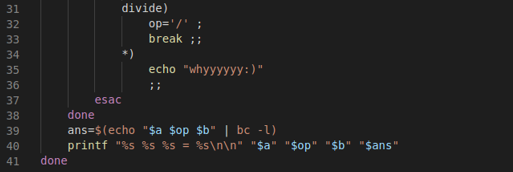 31 divide)
32 op='/' ;
33 break ;;
34 *)
35 echo "whyyyyyy:)"
36 ;;
37 esac
38 done
39 ans=$(echo "$a $op $b" | bc -l)
40 printf "%s %s %s = %s\n\n" "$a" "$op" "$b" "$ans"
41 done